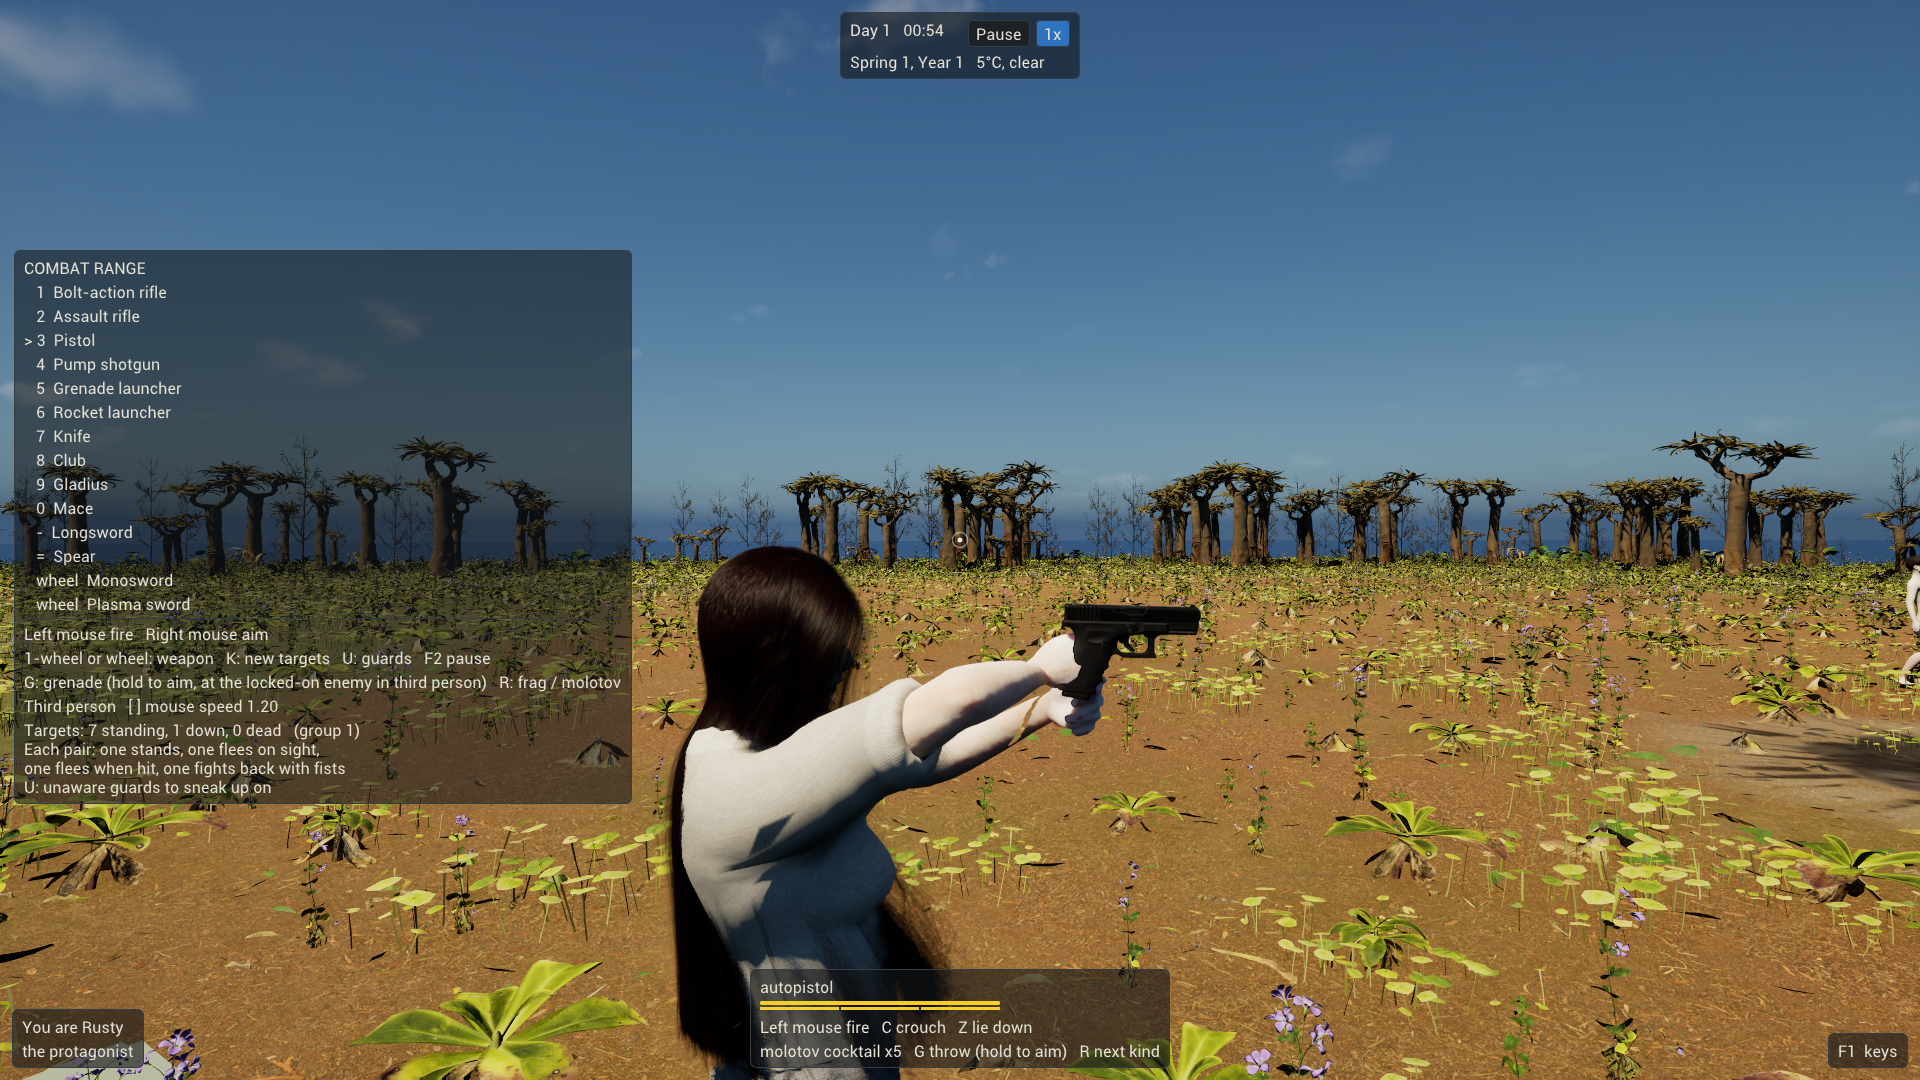 Day 1 00:54 Pause 1x
Spring 1, Year 1 5°C, clear
COMBAT RANGE
1 Bolt-action rifle
2 Assault rifle
> 3 Pistol
4 Pump shotgun
5 Grenade launcher
6 Rocket launcher
7 Knife
8 Club
9 Gladius
0 Mace
- Longsword
= Spear
wheel Monosword
wheel Plasma sword
Left mouse fire Right mouse aim
1-wheel or wheel: weapon K: new targets U: guards F2 pause
G: grenade (hold to aim, at the locked-on enemy in third person) R: frag / molotov
Third person [ ] mouse speed 1.20
Targets: 7 standing, 1 down, 0 dead (group 1)
Each pair: one stands, one flees on sight,
one flees when hit, one fights back with fists
U: unaware guards to sneak up on
autopistol
Left mouse fire C crouch Z lie down
molotov cocktail x5 G throw (hold to aim) R next kind
You are Rusty
the protagonist
F1 keys